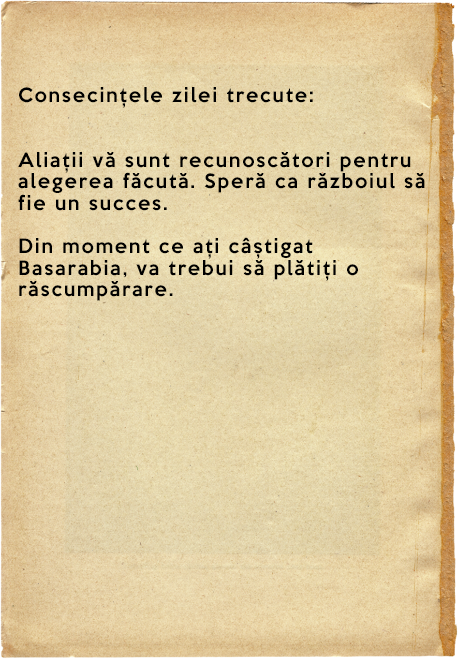 Consecințele zilei trecute:
Aliații vă sunt recunoscători pentru
alegerea făcută. Speră ca războiul să
fie un succes.
Din moment ce ați câștigat
Basarabia, va trebui să plătiți o
răscumpărare.